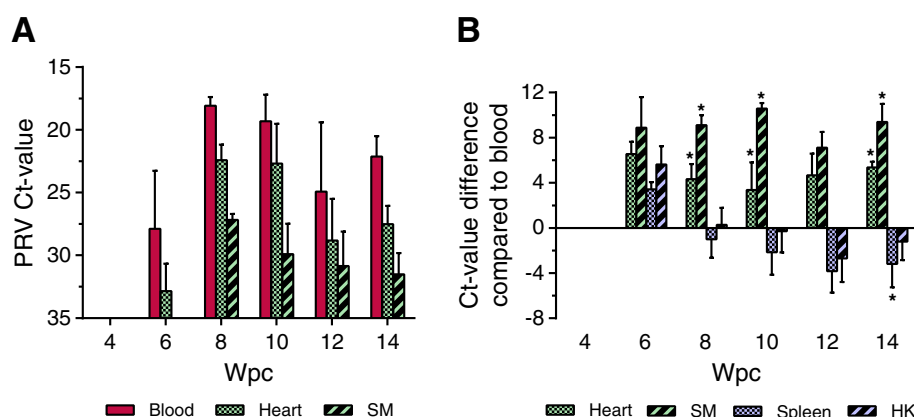 A
PRV Ct-value
15
20
25
30
35
4 6 8 10 12 14
Wpc
Blood Heart SM
B
Ct-value difference
compared to blood
12
8
4
0
-4
-8
* * * * * * *
4 6 8 10 12 14
Wpc
Heart SM Spleen HK